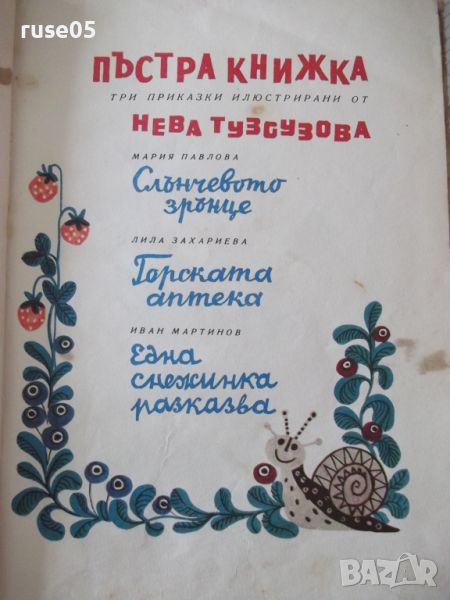 ruse05
ПЪСТРА КНИЖКА
ТРИ ПРИКАЗКИ ИЛЮСТРИРАНИ ОТ
НЕВА ТУЗСУЗОВА
МАРИЯ ПАВЛОВА
Слънчевото
зрънце
ЛИЛА ЗАХАРИЕВА
Горската
аптека
ИВАН МАРТИНОВ
Една
снежинка
разказва
BAZAR